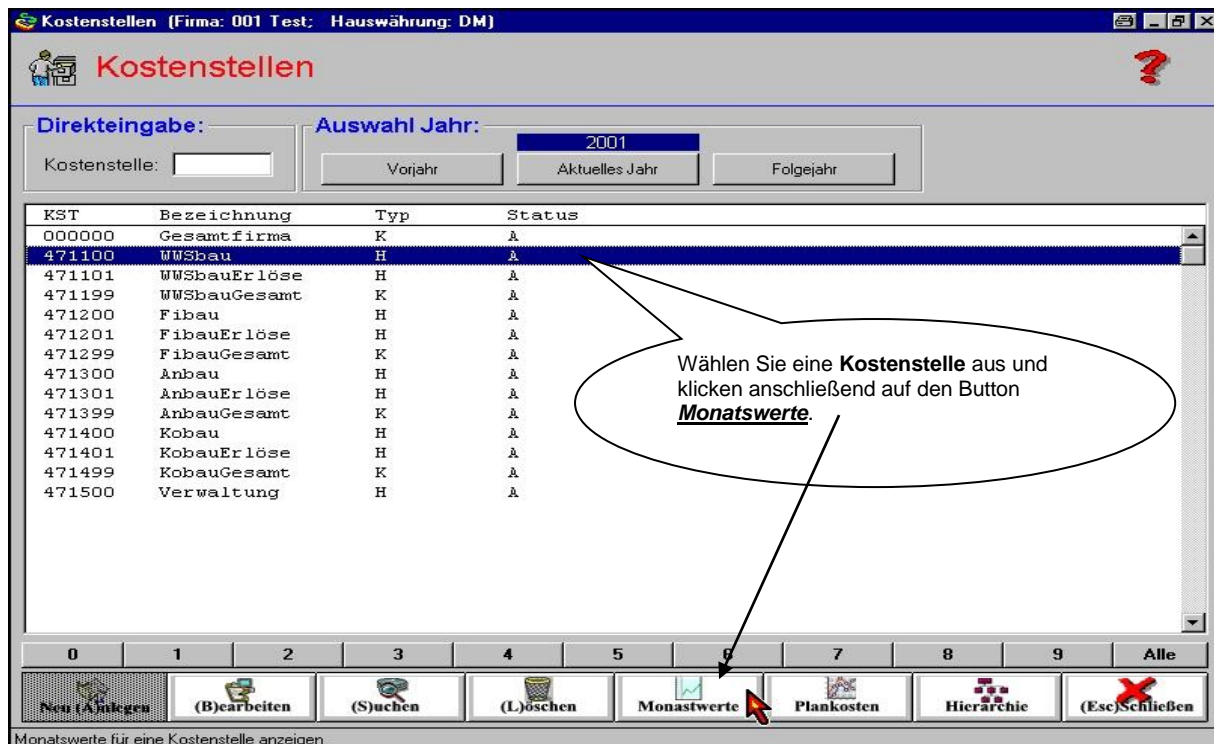 Kostenstellen (Firma: 001 Test; Hauswährung: DM)
Kostenstellen
?
Direkteingabe:
Auswahl Jahr:
2001
Kostenstelle:
Vorjahr
Aktuelles Jahr
Folgejahr
KST Bezeichnung Typ Status
000000 Gesamtfirma K A
471100 WWSbau H A
471101 WWSbauErlöse H A
471199 WWSbauGesamt K A
471200 Fibau H A
471201 FibauErlöse H A
471299 FibauGesamt K A
471300 Anbau H A
471301 AnbauErlöse H A
471399 AnbauGesamt K A
471400 Kobau H A
471401 KobauErlöse H A
471499 KobauGesamt K A
471500 Verwaltung H A
Wählen Sie eine Kostenstelle aus und
klicken anschließend auf den Button
Monatswerte.
0 1 2 3 4 5 6 7 8 9 Alle
Neu (A)nlegen (B)earbeiten (S)uchen (L)öschen Monastwerte Plankosten Hierarchie (Esc)Schließen
Monatswerte für eine Kostenstelle anzeigen